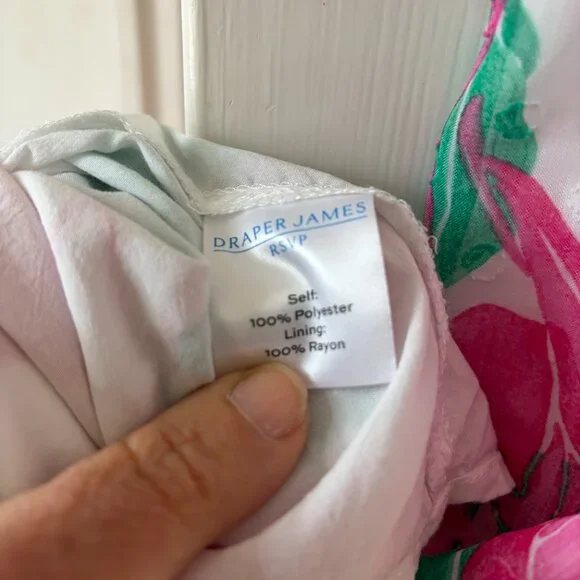 DRAPER JAMES
RSVP
Self:
100% Polyester
Lining:
100% Rayon